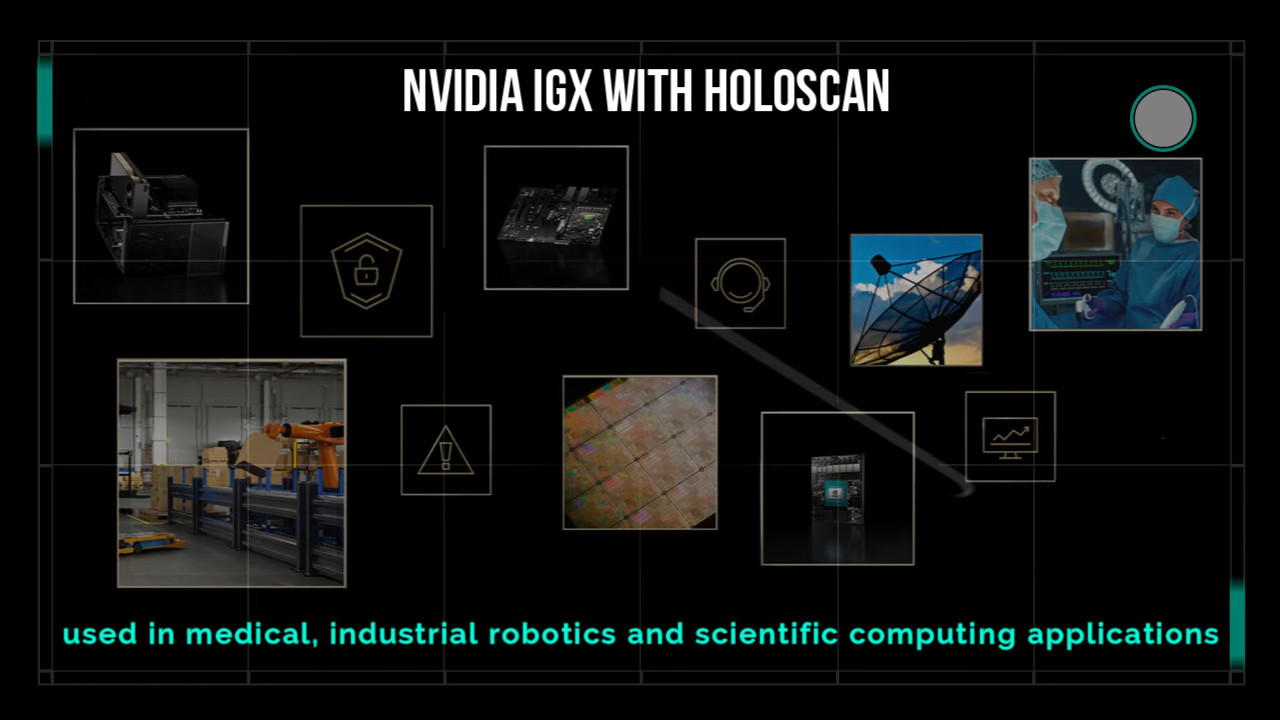 NVIDIA IGX WITH HOLOSCAN
used in medical, industrial robotics and scientific computing applications